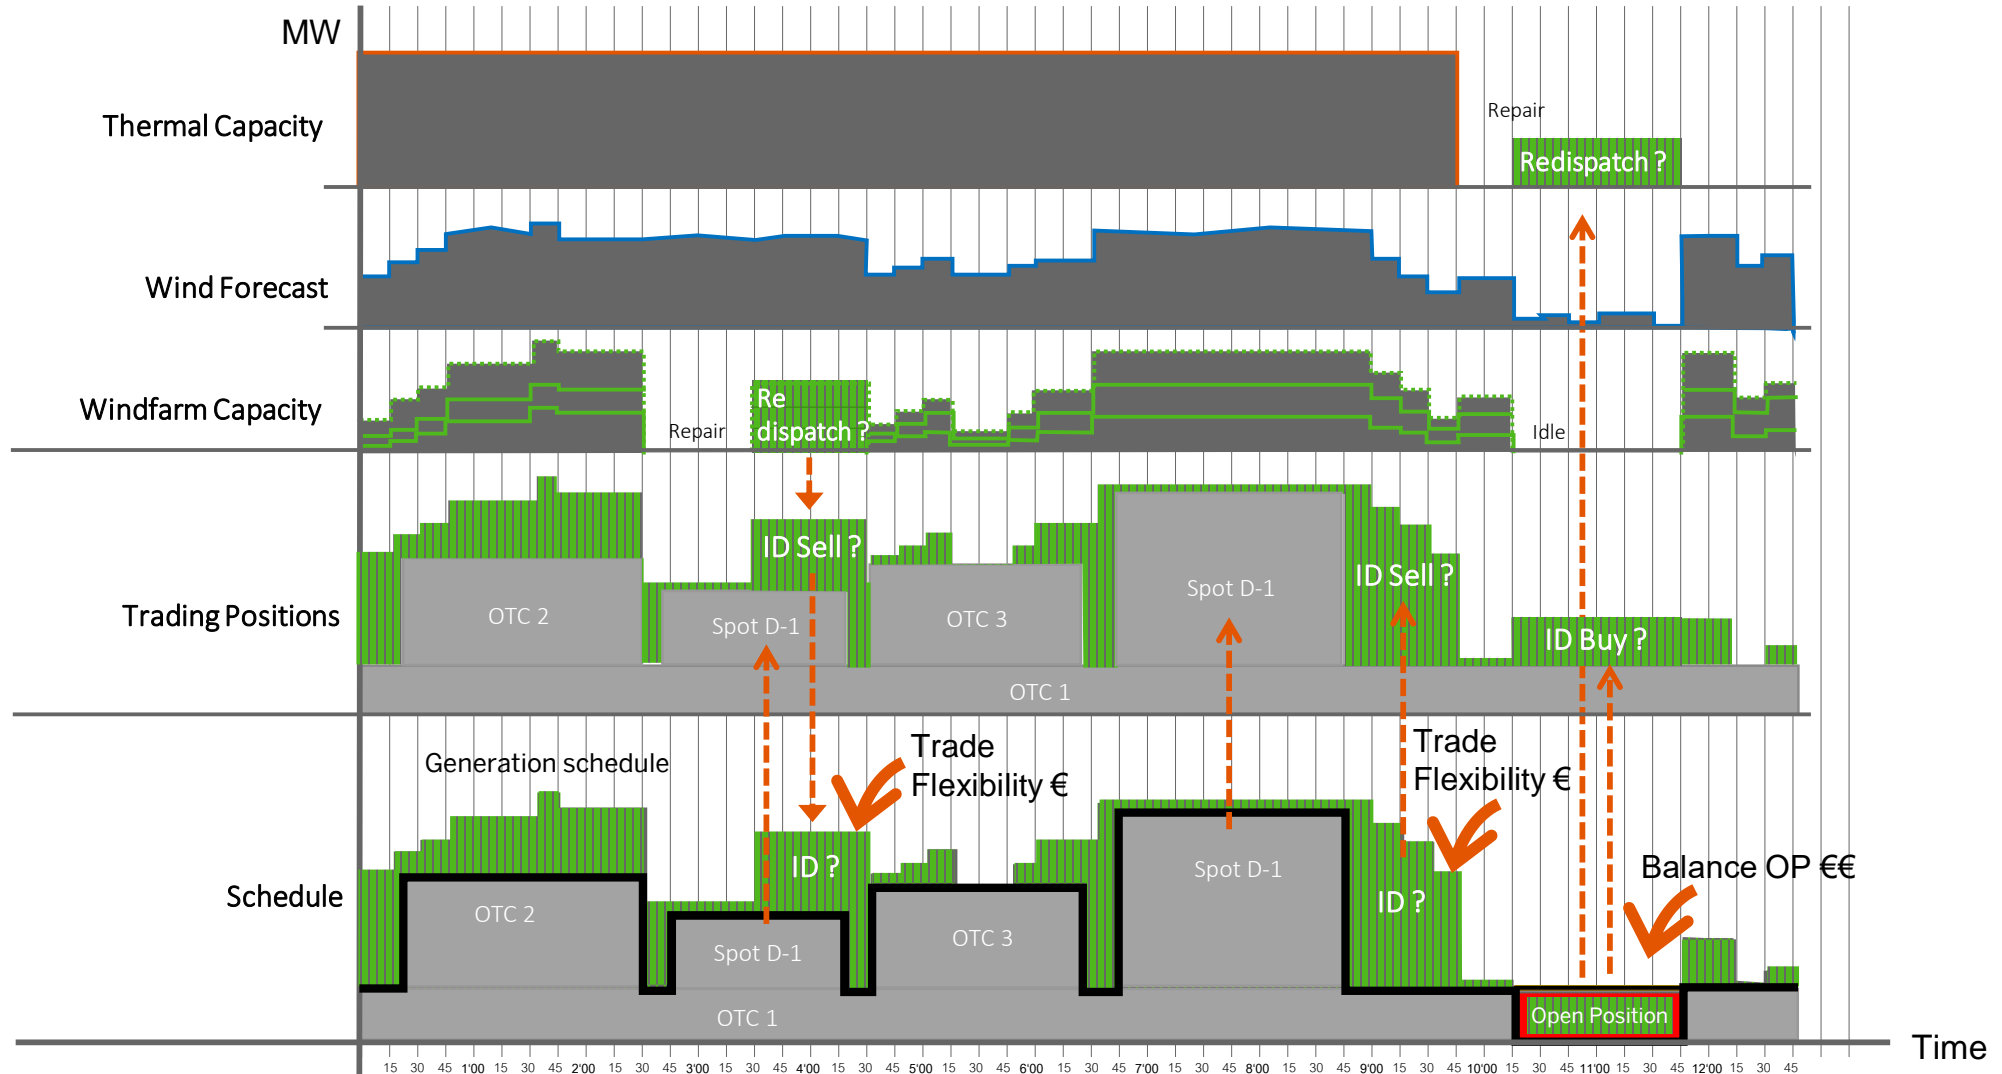 MW
Thermal Capacity
Repair
Redispatch ?
Wind Forecast
Windfarm Capacity
Repair
Re
dispatch ?
Idle
Trading Positions
OTC 2
Spot D-1
ID Sell ?
OTC 3
Spot D-1
ID Sell ?
ID Buy ?
OTC 1
Generation schedule
Trade
Flexibility €
Trade
Flexibility €
Balance OP €€
Schedule
OTC 2
Spot D-1
ID ?
OTC 3
Spot D-1
ID ?
Open Position
OTC 1
Time
15 30 45 1'00 15 30 45 2'00 15 30 45 3'00 15 30 45 4'00 15 30 45 5'00 15 30 45 6'00 15 30 45 7'00 15 30 45 8'00 15 30 45 9'00 15 30 45 10'00 15 30 45 11'00 15 30 45 12'00 15 30 45